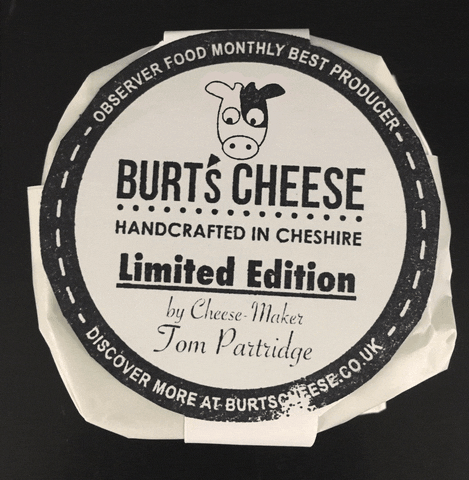 OBSERVER FOOD MONTHLY BEST PRODUCER
BURT'S CHEESE
HANDCRAFTED IN CHESHIRE
Limited Edition
by Cheese-Maker
Tom Partridge
DISCOVER MORE AT BURTSCHEESE.CO.UK